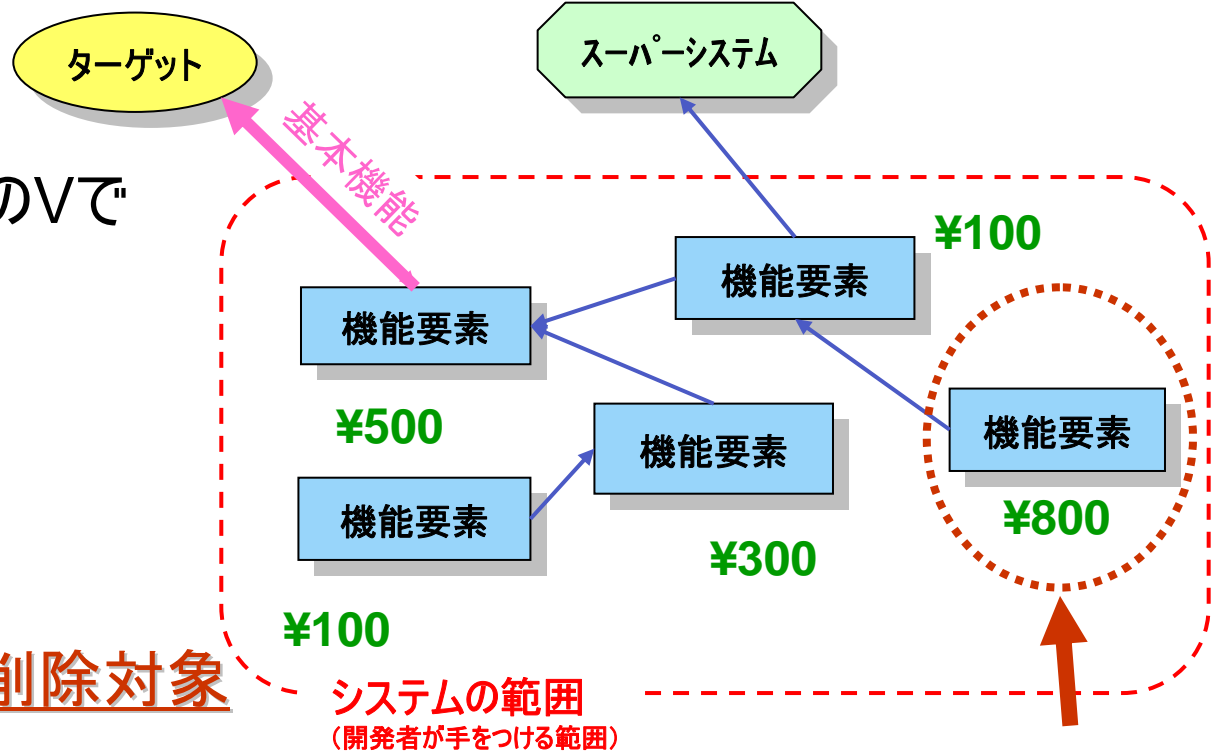 ターゲット
スーパーシステム
基本機能
のVで
¥100
機能要素
機能要素
機能要素
¥500
機能要素
¥800
機能要素
¥300
¥100
削除対象
システムの範囲
（開発者が手をつける範囲）